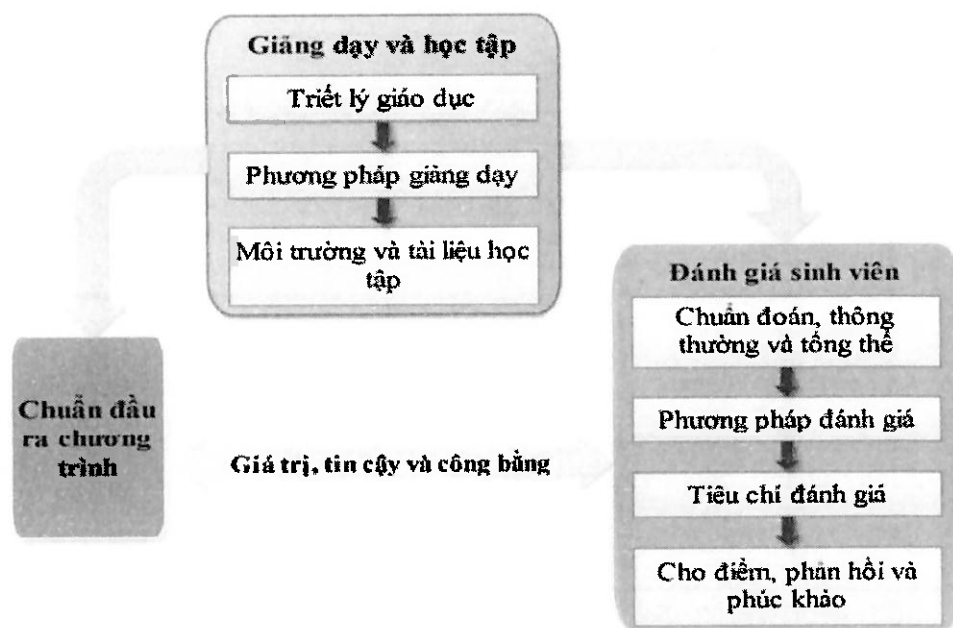 Giảng dạy và học tập
Triết lý giáo dục
Phương pháp giảng dạy
Môi trường và tài liệu học
tập
Đánh giá sinh viên
Chuẩn đoán, thông
thường và tổng thể
Phương pháp đánh giá
Tiêu chí đánh giá
Cho điểm, phản hồi và
phúc khảo
Chuẩn đầu
ra chương
trình
Giá trị, tin cậy và công bằng